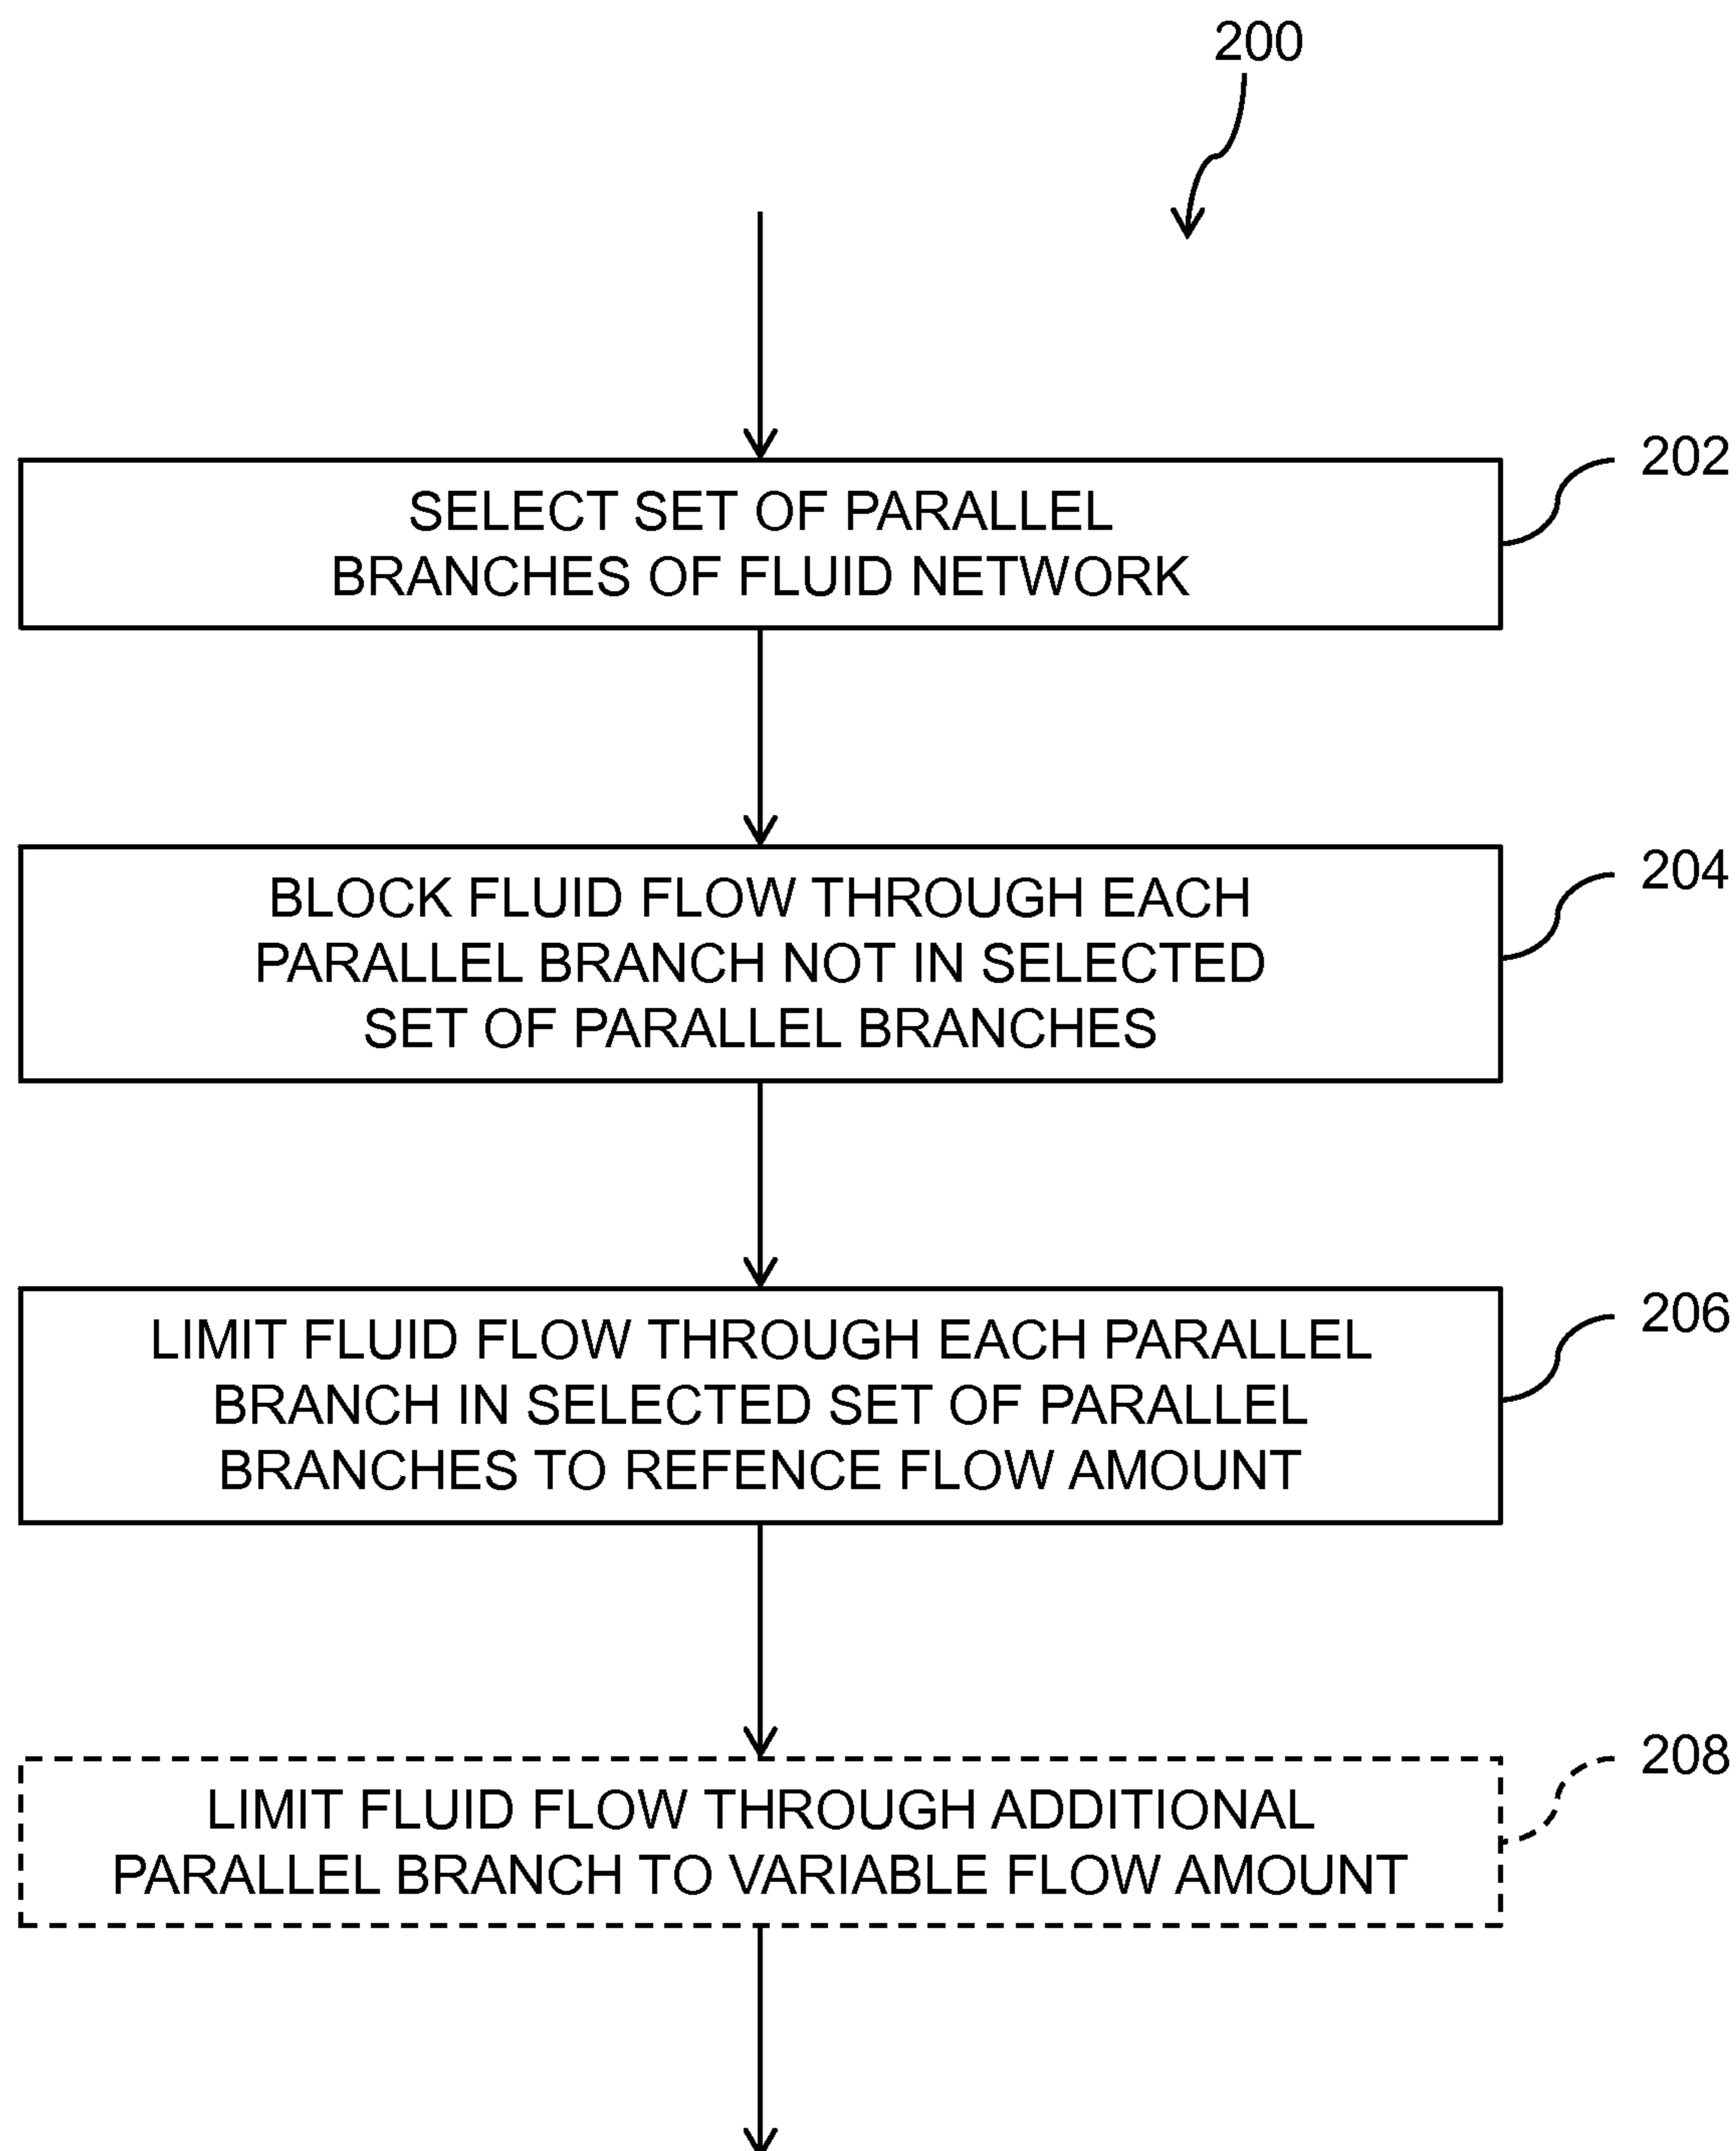 200
202
SELECT SET OF PARALLEL
BRANCHES OF FLUID NETWORK
204
BLOCK FLUID FLOW THROUGH EACH
PARALLEL BRANCH NOT IN SELECTED
SET OF PARALLEL BRANCHES
206
LIMIT FLUID FLOW THROUGH EACH PARALLEL
BRANCH IN SELECTED SET OF PARALLEL
BRANCHES TO REFENCE FLOW AMOUNT
208
LIMIT FLUID FLOW THROUGH ADDITIONAL
PARALLEL BRANCH TO VARIABLE FLOW AMOUNT